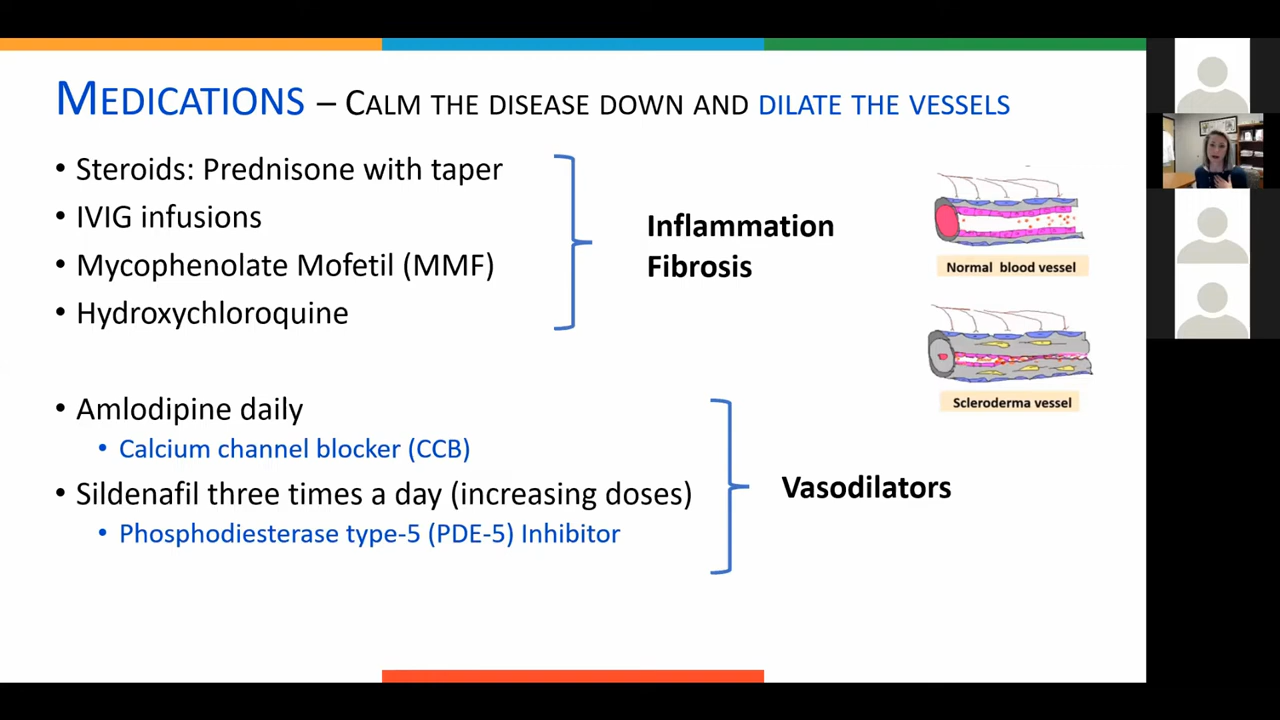 MEDICATIONS – CALM THE DISEASE DOWN AND DILATE THE VESSELS
• Steroids: Prednisone with taper
• IVIG infusions
• Mycophenolate Mofetil (MMF)
• Hydroxychloroquine
Inflammation
Fibrosis
Normal blood vessel
Scleroderma vessel
• Amlodipine daily
• Calcium channel blocker (CCB)
• Sildenafil three times a day (increasing doses)
• Phosphodiesterase type-5 (PDE-5) Inhibitor
Vasodilators